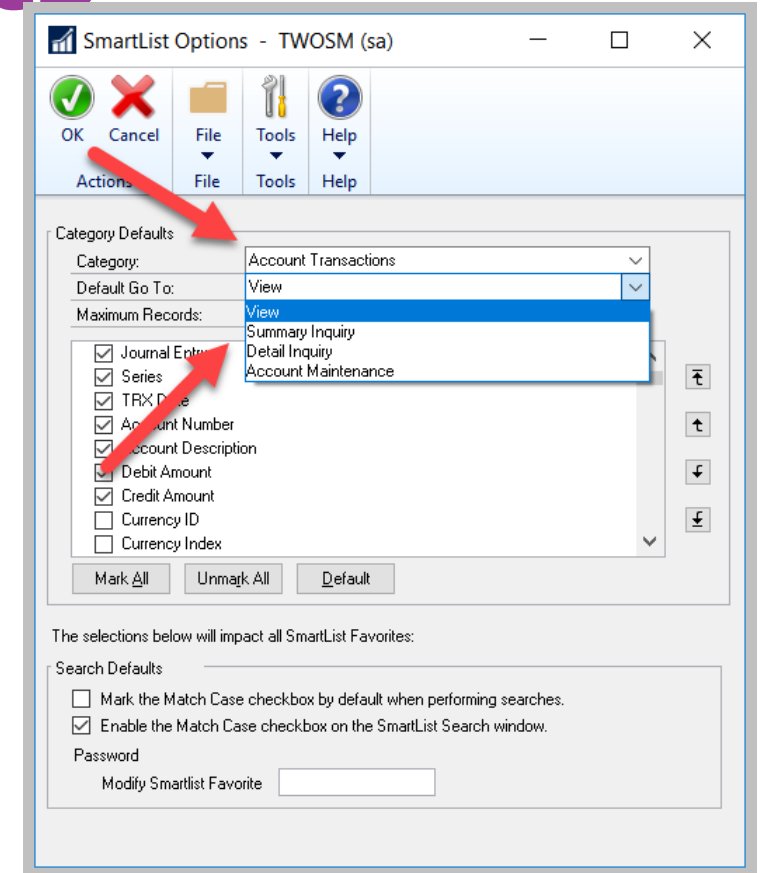 SmartList Options - TWOSM (sa)
OK Cancel File Tools Help
Actions File Tools Help
Category Defaults
Category: Account Transactions
Default Go To: View
Maximum Records: View
Summary Inquiry
Journal Detail Inquiry
Series Account Maintenance
TRX
Number
Description
Debit Amount
Credit Amount
Currency ID
Currency Index
Mark All Unmark All Default
The selections below will impact all SmartList Favorites:
Search Defaults
Mark the Match Case checkbox by default when performing searches.
Enable the Match Case checkbox on the SmartList Search window.
Password
Modify Smartlist Favorite